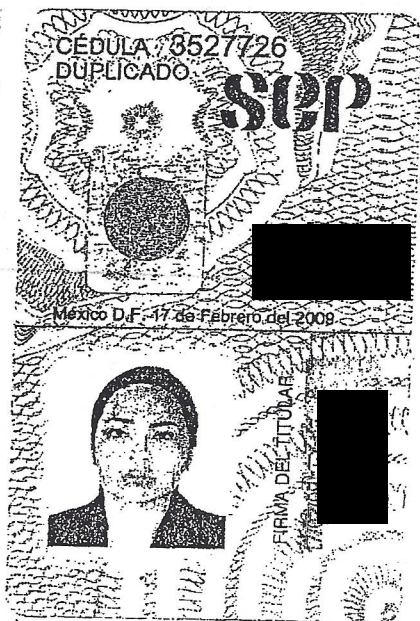 CÉDULA 3527726
DUPLICADO
SEP
México D.F. 17 de Febrero del 2009
FIRMA DEL TITULAR